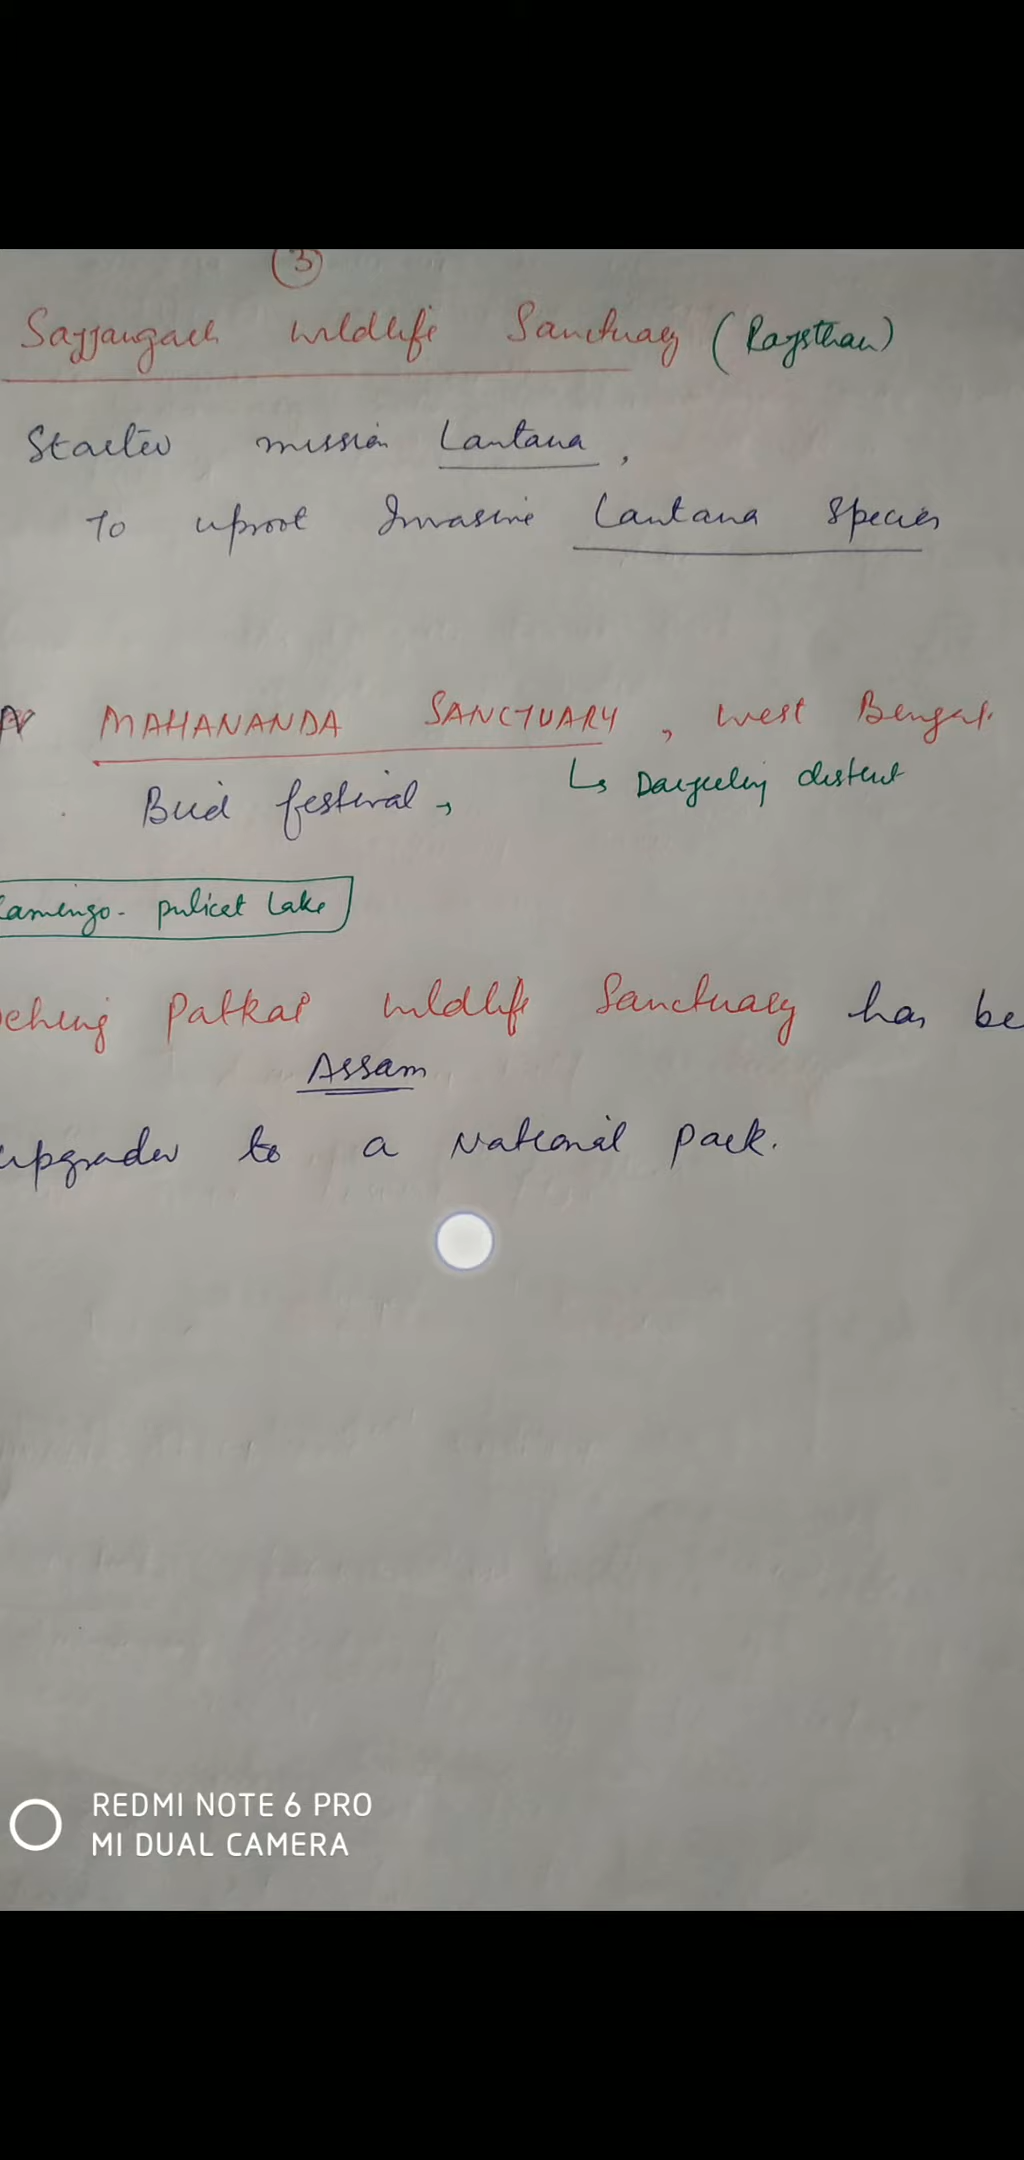 3
Sajjangarh wildlife Sanctuary (Rajsthan)
Started mission Lantana,
To uproot Invasive Lantana Species
MAHANANDA SANCTUARY, West Bengal.
Bird festival, ↳ Darjeeling district
lamingo - pulicat Lake
Patkai wildlife Sanctuary has be
Assam
upgraded to a National park.
REDMI NOTE 6 PRO
MI DUAL CAMERA